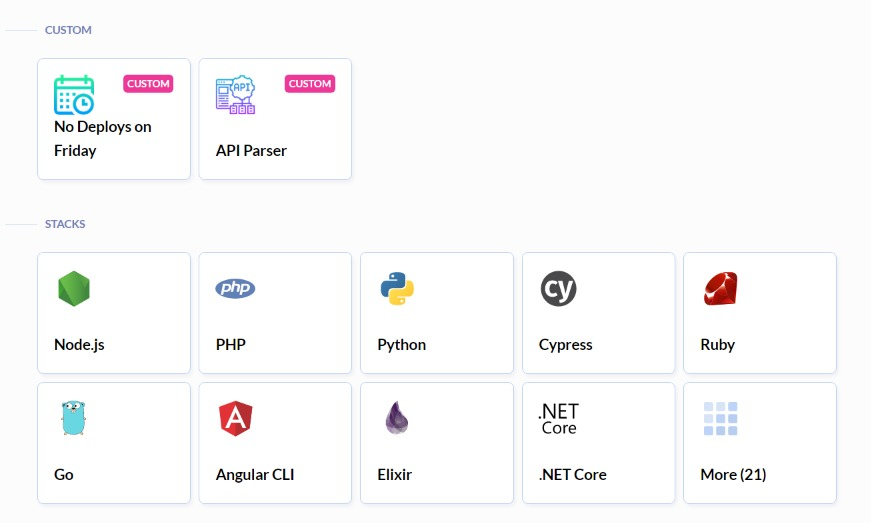 CUSTOM
CUSTOM
CUSTOM
No Deploys on
Friday
API
API Parser
STACKS
php
cy
Node.js
PHP
Python
Cypress
Ruby
A
.NET
Core
Go
Angular CLI
Elixir
.NET Core
More (21)